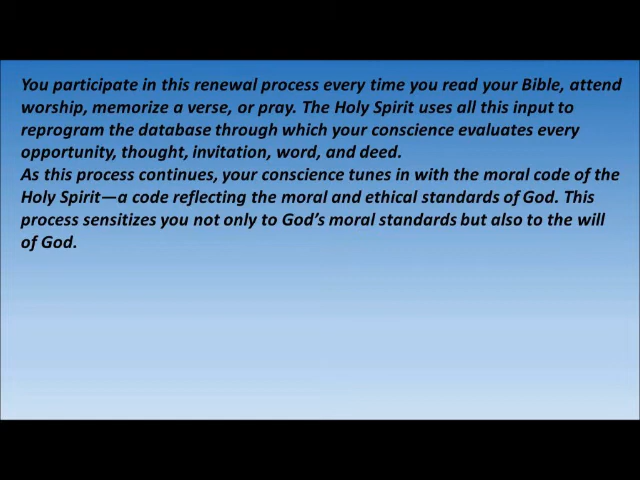 You participate in this renewal process every time you read your Bible, attend
worship, memorize a verse, or pray. The Holy Spirit uses all this input to
reprogram the database through which your conscience evaluates every
opportunity, thought, invitation, word, and deed.
As this process continues, your conscience tunes in with the moral code of the
Holy Spirit—a code reflecting the moral and ethical standards of God. This
process sensitizes you not only to God’s moral standards but also to the will
of God.